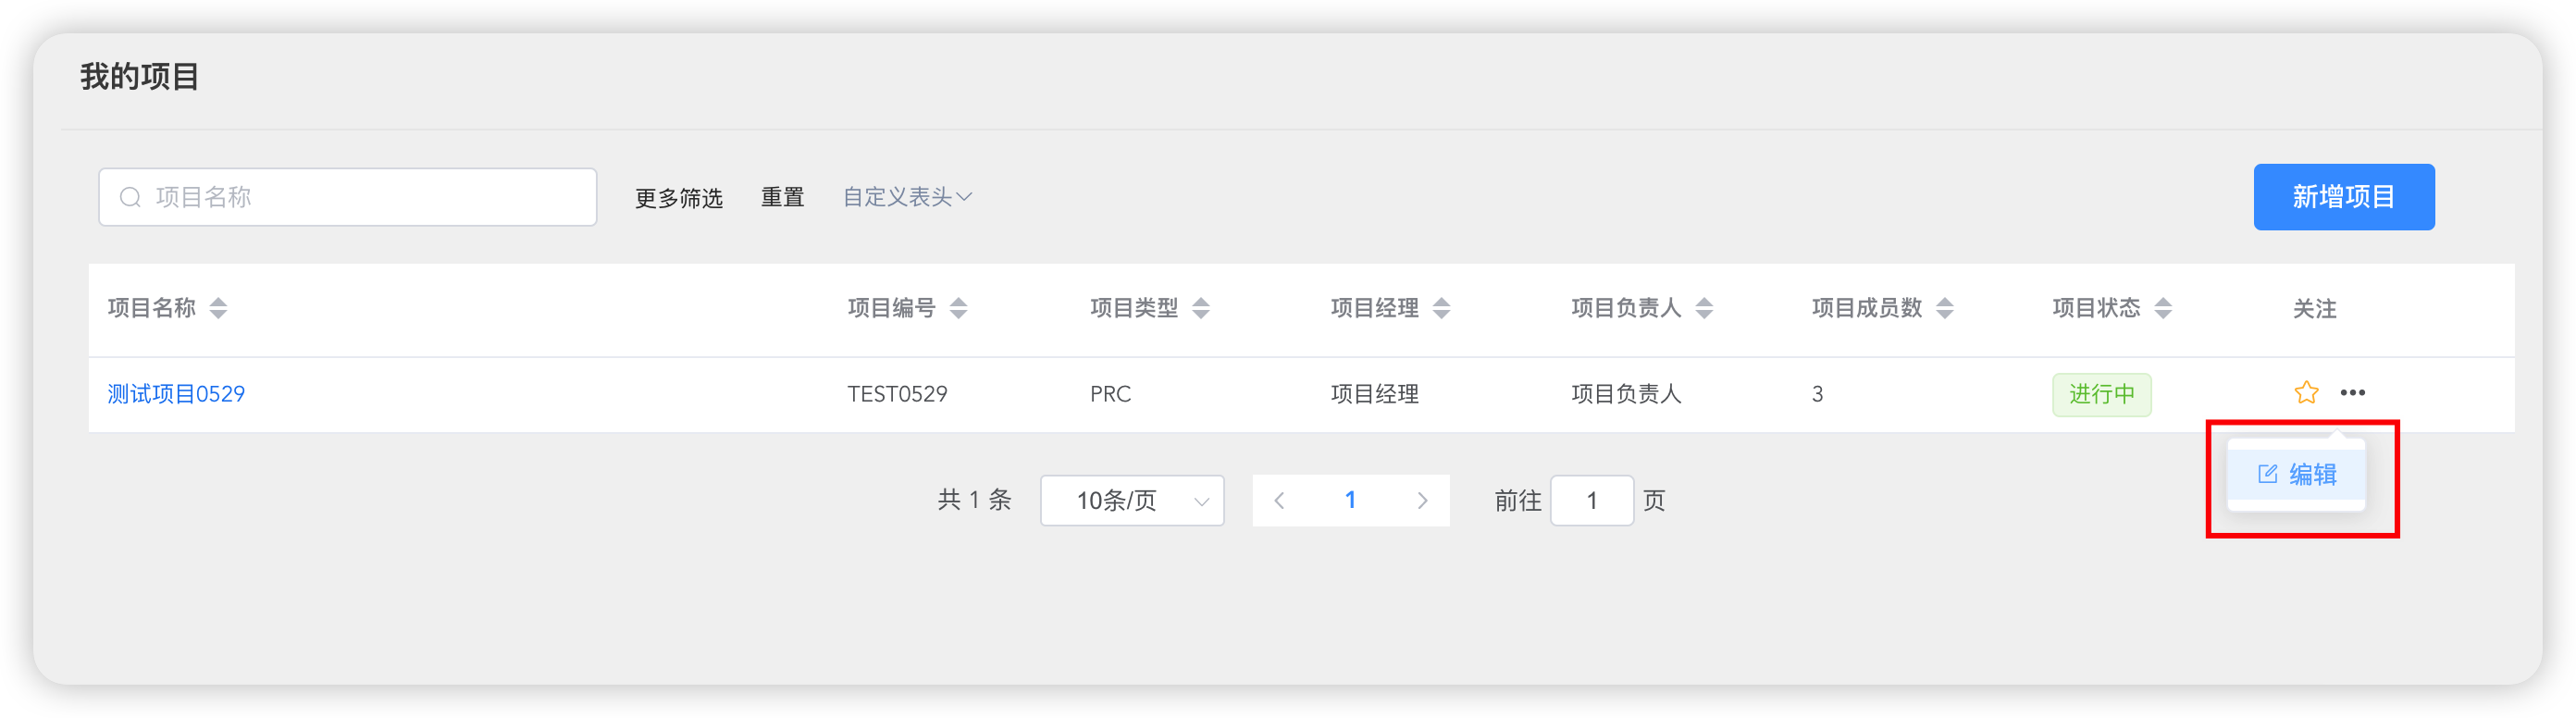 我的项目
项目名称 更多筛选 重置 自定义表头 新增项目
项目名称 项目编号 项目类型 项目经理 项目负责人 项目成员数 项目状态 关注
测试项目0529 TEST0529 PRC 项目经理 项目负责人 3 进行中
编辑
共 1 条 10条/页 1 前往 1 页